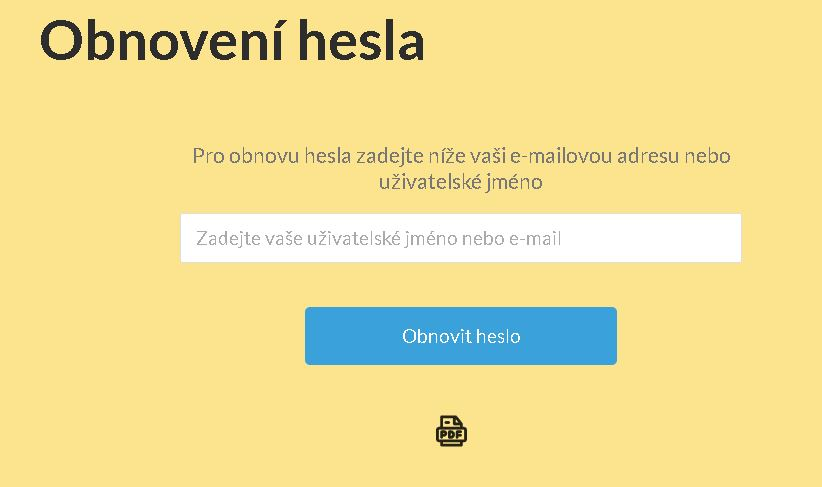 Obnovení hesla
Pro obnovu hesla zadejte níže vaši e-mailovou adresu nebo
uživatelské jméno
Zadejte vaše uživatelské jméno nebo e-mail
Obnovit heslo
PDF